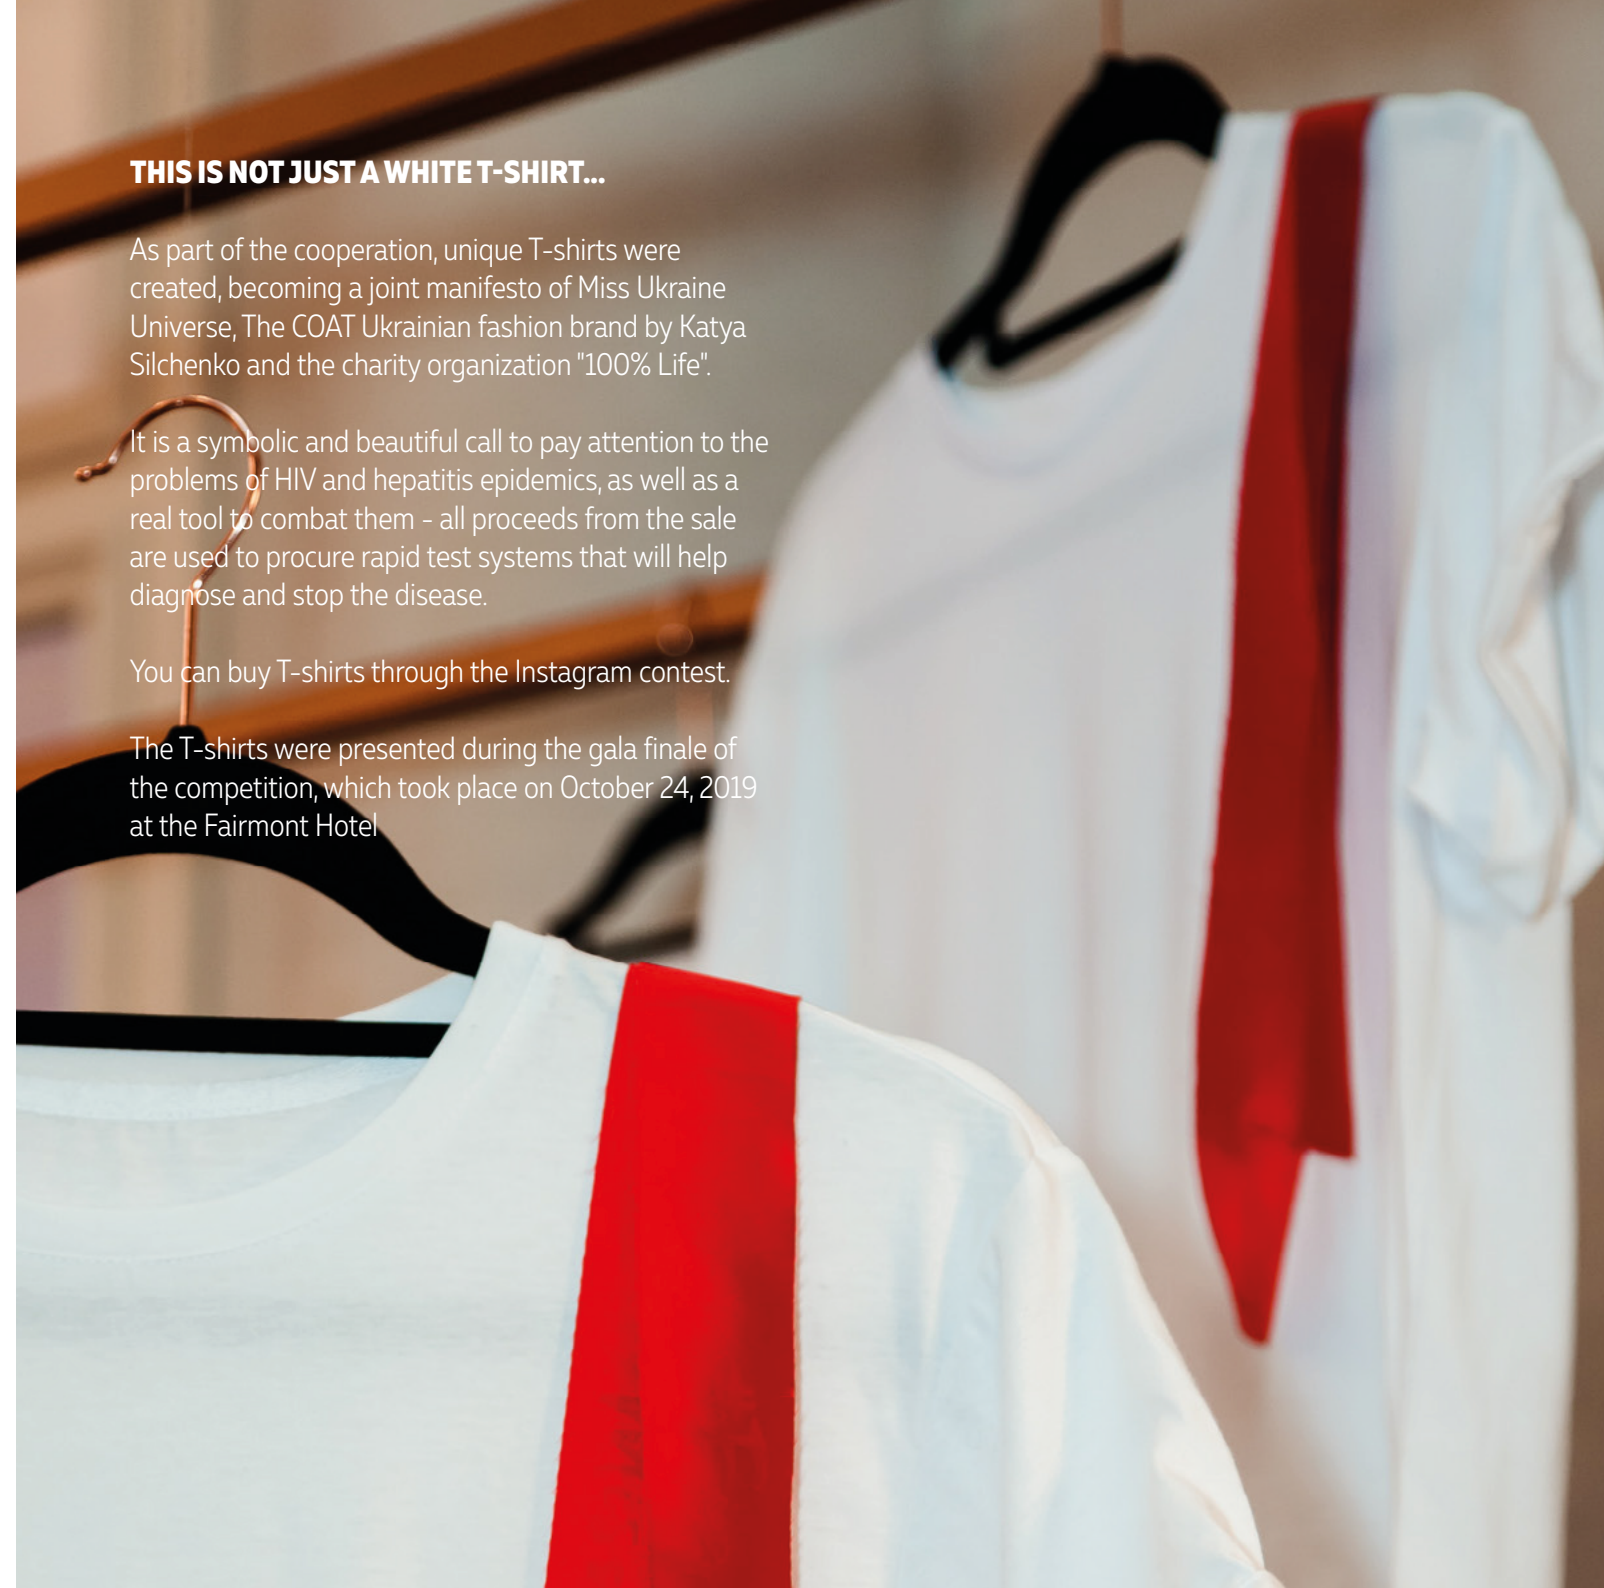 THIS IS NOT JUST A WHITE T-SHIRT...
As part of the cooperation, unique T-shirts were
created, becoming a joint manifesto of Miss Ukraine
Universe, The COAT Ukrainian fashion brand by Katya
Silchenko and the charity organization "100% Life".
It is a symbolic and beautiful call to pay attention to the
problems of HIV and hepatitis epidemics, as well as a
real tool to combat them - all proceeds from the sale
are used to procure rapid test systems that will help
diagnose and stop the disease.
You can buy T-shirts through the Instagram contest.
The T-shirts were presented during the gala finale of
the competition, which took place on October 24, 2019
at the Fairmont Hotel